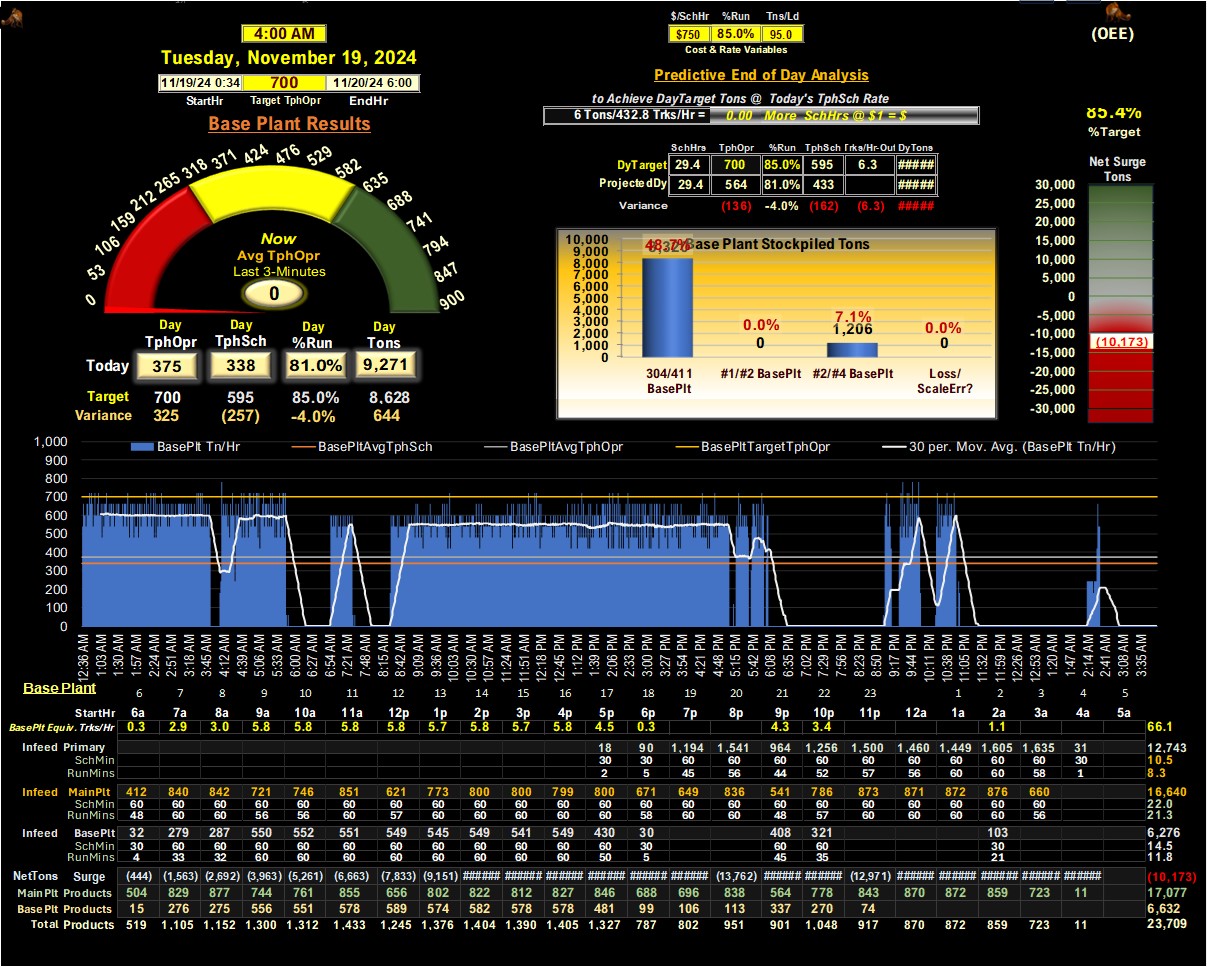 4:00 AM
Tuesday, November 19, 2024
11/19/24 0:34 700 11/20/24 6:00
StartHr Target TphOpr EndHr
Base Plant Results
0 53 106 159 212 265 318 371 424 476 529 582 635 688 741 794 847 900
Now
Avg TphOpr
Last 3-Minutes
0
Day Day Day Day
TphOpr TphSch %Run Tons
Today 375 338 81.0% 9,271
Target 700 595 85.0% 8,628
Variance 325 (257) -4.0% 644
$/SchHr %Run Tns/Ld
$750 85.0% 95.0
Cost & Rate Variables
Predictive End of Day Analysis
to Achieve DayTarget Tons @ Today's TphSch Rate
6 Tons/432.8 Trks/Hr = 0.00 More SchHrs @ $1 = $
SchHrs TphOpr %Run TphSch Trks/Hr-Out DyTons
DyTarget 29.4 700 85.0% 595 6.3 #####
ProjectedDy 29.4 564 81.0% 433 #####
Variance (136) -4.0% (162) (6.3) #####
Base Plant Stockpiled Tons
10,000
9,000
8,000
7,000
6,000
5,000
4,000
3,000
2,000
1,000
0
48.7% 0.0% 7.1% 0.0%
0 1,206 0
304/411 BasePlt #1/#2 BasePlt #2/#4 BasePlt Loss/ ScaleErr?
(OEE)
85.4%
%Target
Net Surge
Tons
30,000
25,000
20,000
15,000
10,000
5,000
0
-5,000
-10,000
(10,173)
-15,000
-20,000
-25,000
-30,000
BasePlt Tn/Hr BasePltAvgTphSch BasePltAvgTphOpr BasePltTargetTphOpr 30 per. Mov. Avg. (BasePlt Tn/Hr)
1,000
900
800
700
600
500
400
300
200
100
0
12:36 AM 1:03 AM 1:30 AM 1:57 AM 2:24 AM 2:51 AM 3:18 AM 3:45 AM 4:12 AM 4:39 AM 5:06 AM 5:33 AM 6:00 AM 6:27 AM 6:54 AM 7:21 AM 7:48 AM 8:15 AM 8:42 AM 9:09 AM 9:36 AM 10:03 AM 10:30 AM 10:57 AM 11:24 AM 11:51 AM 12:18 PM 12:45 PM 1:12 PM 1:39 PM 2:06 PM 2:33 PM 3:00 PM 3:27 PM 3:54 PM 4:21 PM 4:48 PM 5:15 PM 5:42 PM 6:08 PM 6:35 PM 7:02 PM 7:29 PM 7:56 PM 8:23 PM 8:50 PM 9:17 PM 9:44 PM 10:11 PM 10:38 PM 11:05 PM 11:32 PM 11:59 PM 12:26 AM 12:53 AM 1:20 AM 1:47 AM 2:14 AM 2:41 AM 3:08 AM 3:35 AM
Base Plant 6 7 8 9 10 11 12 13 14 15 16 17 18 19 20 21 22 23 1 2 3 4 5
StartHr 6a 7a 8a 9a 10a 11a 12p 1p 2p 3p 4p 5p 6p 7p 8p 9p 10p 11p 12a 1a 2a 3a 4a 5a
BasePlt Equiv. Trks/Hr 0.3 2.9 3.0 5.8 5.8 5.8 5.8 5.7 5.8 5.7 5.8 4.5 0.3 4.3 3.4 1.1 66.1
Infeed Primary 18 90 1,194 1,541 964 1,256 1,500 1,460 1,449 1,605 1,635 31 12,743
SchMin 30 30 60 60 60 60 60 60 60 60 60 30 10.5
RunMins 2 5 45 56 44 52 57 56 60 60 58 1 8.3
Infeed MainPlt 412 840 842 721 746 851 621 773 800 800 799 800 671 649 836 541 786 873 871 872 876 660 16,640
SchMin 60 60 60 60 60 60 60 60 60 60 60 60 60 60 60 60 60 60 60 60 60 60 22.0
RunMins 48 60 60 56 56 60 57 60 60 60 60 60 58 60 60 48 57 60 60 60 60 56 21.3
Infeed BasePlt 32 279 287 550 552 551 549 545 549 541 549 430 30 408 321 103 6,276
SchMin 30 60 60 60 60 60 60 60 60 60 60 60 30 60 60 30 14.5
RunMins 4 33 32 60 60 60 60 60 60 60 60 50 5 45 35 21 11.8
NetTons Surge (444) (1,563) (2,692) (3,963) (5,261) (6,663) (7,833) (9,151) ###### ###### ###### ###### ###### ###### (13,762) ###### ###### (12,971) ###### ###### ###### ###### ###### (10,173)
MainPlt Products 504 829 877 744 761 855 656 802 822 812 827 846 688 696 838 564 778 843 870 872 859 723 11 17,077
BasePlt Products 15 276 275 556 551 578 589 574 582 578 578 481 99 106 113 337 270 74 6,632
Total Products 519 1,105 1,152 1,300 1,312 1,433 1,245 1,376 1,404 1,390 1,405 1,327 787 802 951 901 1,048 917 870 872 859 723 11 23,709